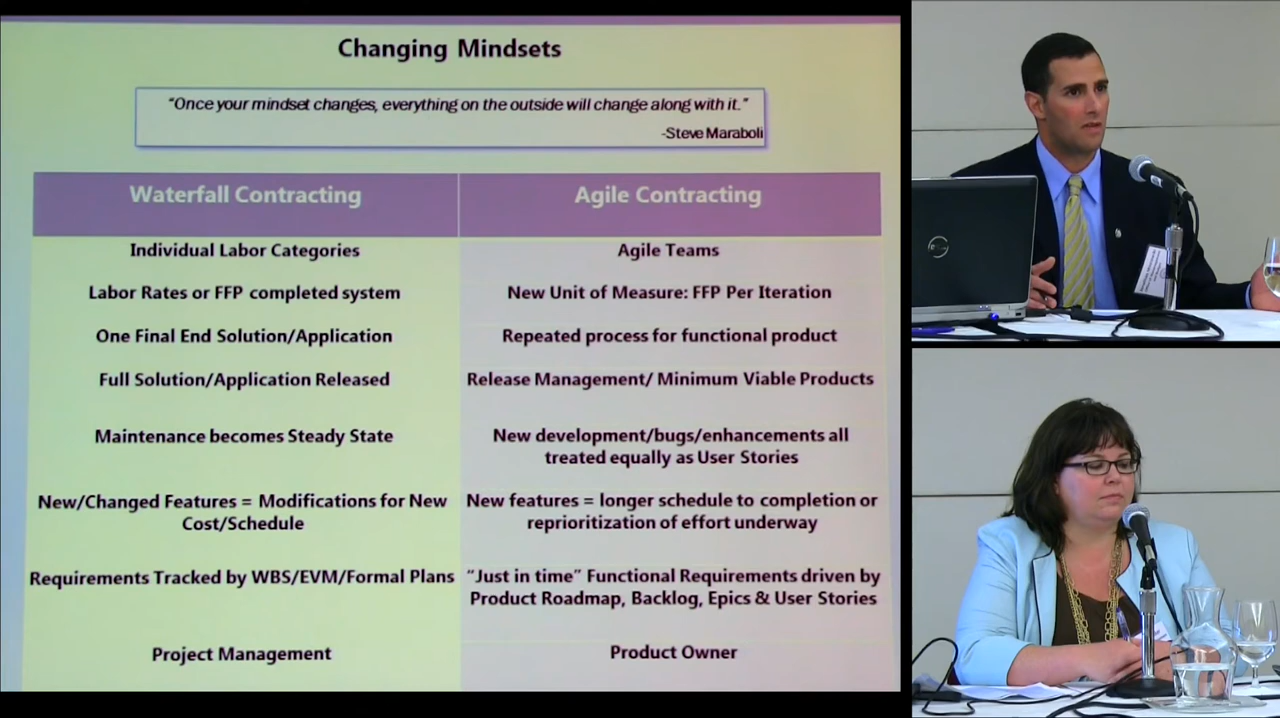 Changing Mindsets
"Once your mindset changes, everything on the outside will change along with it."
-Steve Maraboli
Waterfall Contracting
Agile Contracting
Individual Labor Categories
Agile Teams
Labor Rates or FFP completed system
New Unit of Measure: FFP Per Iteration
One Final End Solution/Application
Repeated process for functional product
Full Solution/Application Released
Release Management/ Minimum Viable Products
Maintenance becomes Steady State
New development/bugs/enhancements all
treated equally as User Stories
New/Changed Features = Modifications for New
Cost/Schedule
New features = longer schedule to completion or
reprioritization of effort underway
Requirements Tracked by WBS/EVM/Formal Plans
"Just in time" Functional Requirements driven by
Product Roadmap, Backlog, Epics & User Stories
Project Management
Product Owner